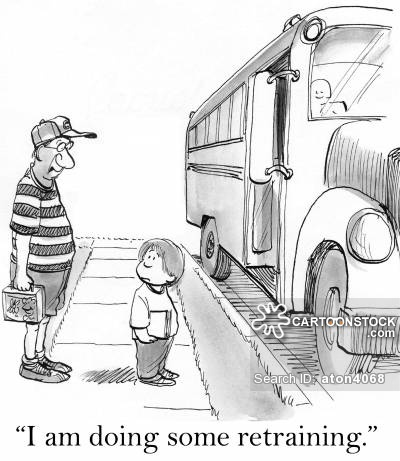 CARTOONSTOCK
.com
Search ID: aton4068
“I am doing some retraining.”